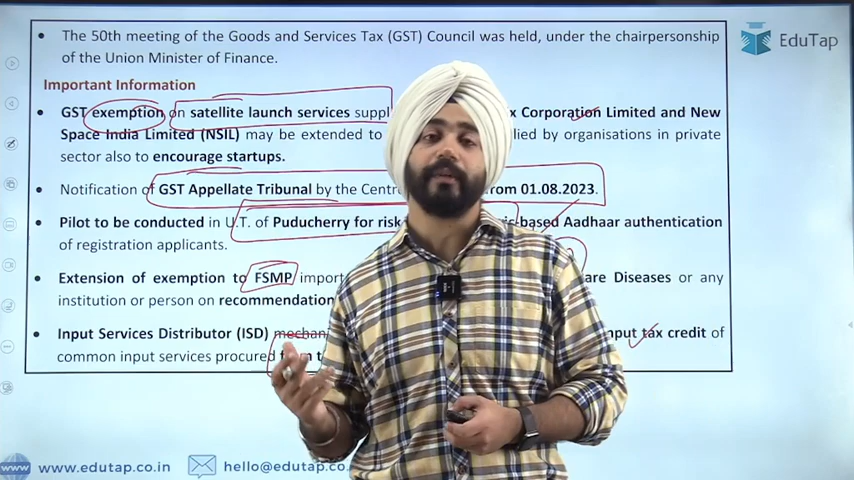 The 50th meeting of the Goods and Services Tax (GST) Council was held, under the chairpersonship
EduTap
of the Union Minister of Finance.
Important Information
GST exemption on satellite launch services suppl Corporation Limited and New
Space India Limited (NSIL) may be extended to by organisations in private
sector also to encourage startups.
Notification of GST Appellate Tribunal by the Centr from 01.08.2023.
Pilot to be conducted in U.T. of Puducherry for risk -based Aadhaar authentication
of registration applicants.
Extension of exemption to FSMP import Diseases or any
institution or person on recommendation
Input Services Distributor (ISD) mechani input tax credit of
common input services procured
www.edutap.co.in hello@edutap.co.